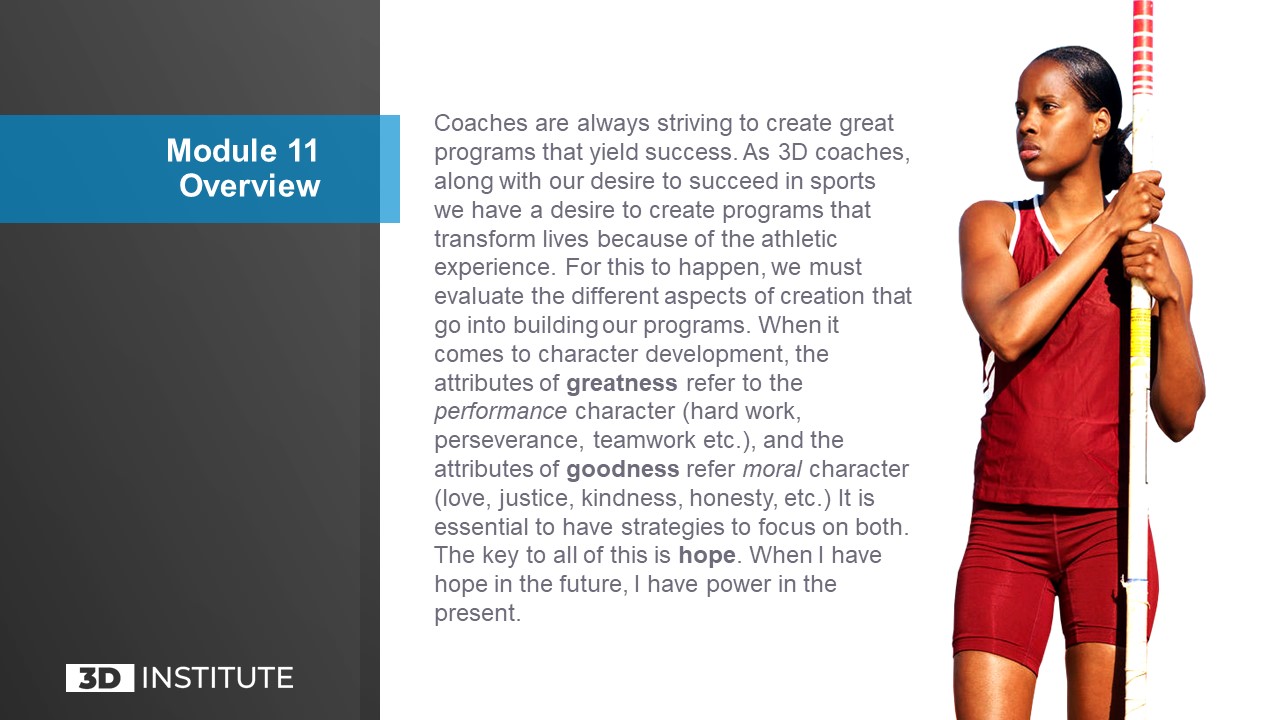 Module 11
Overview
Coaches are always striving to create great
programs that yield success. As 3D coaches,
along with our desire to succeed in sports
we have a desire to create programs that
transform lives because of the athletic
experience. For this to happen, we must
evaluate the different aspects of creation that
go into building our programs. When it
comes to character development, the
attributes of greatness refer to the
performance character (hard work,
perseverance, teamwork etc.), and the
attributes of goodness refer moral character
(love, justice, kindness, honesty, etc.) It is
essential to have strategies to focus on both.
The key to all of this is hope. When I have
hope in the future, I have power in the
present.
3D INSTITUTE